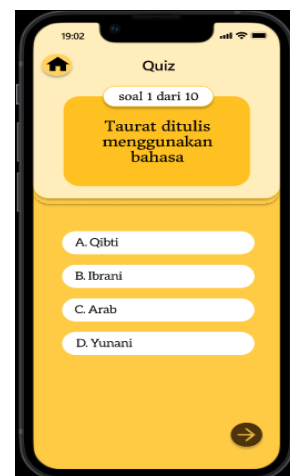 19:02
Quiz
soal 1 dari 10
Taurat ditulis
menggunakan
bahasa
A. Qibti
B. Ibrani
C. Arab
D. Yunani